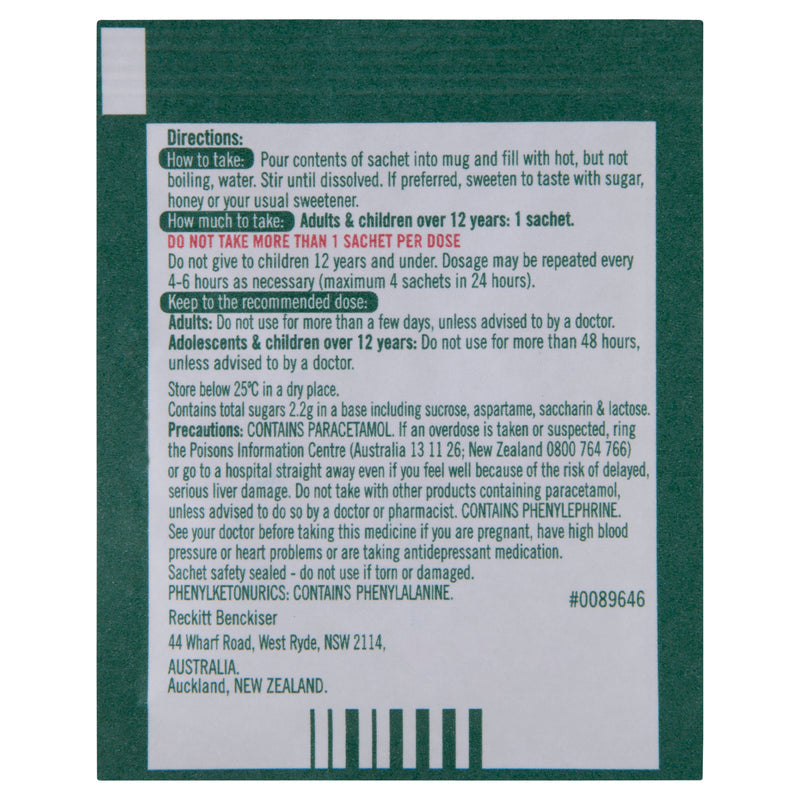 Directions:
How to take: Pour contents of sachet into mug and fill with hot, but not
boiling, water. Stir until dissolved. If preferred, sweeten to taste with sugar,
honey or your usual sweetener.
How much to take: Adults & children over 12 years: 1 sachet.
DO NOT TAKE MORE THAN 1 SACHET PER DOSE
Do not give to children 12 years and under. Dosage may be repeated every
4-6 hours as necessary (maximum 4 sachets in 24 hours).
Keep to the recommended dose:
Adults: Do not use for more than a few days, unless advised to by a doctor.
Adolescents & children over 12 years: Do not use for more than 48 hours,
unless advised to by a doctor.
Store below 25°C in a dry place.
Contains total sugars 2.2g in a base including sucrose, aspartame, saccharin & lactose.
Precautions: CONTAINS PARACETAMOL. If an overdose is taken or suspected, ring
the Poisons Information Centre (Australia 13 11 26; New Zealand 0800 764 766)
or go to a hospital straight away even if you feel well because of the risk of delayed,
serious liver damage. Do not take with other products containing paracetamol,
unless advised to do so by a doctor or pharmacist. CONTAINS PHENYLEPHRINE.
See your doctor before taking this medicine if you are pregnant, have high blood
pressure or heart problems or are taking antidepressant medication.
Sachet safety sealed - do not use if torn or damaged.
PHENYLKETONURICS: CONTAINS PHENYLALANINE.
#0089646
Reckitt Benckiser
44 Wharf Road, West Ryde, NSW 2114,
AUSTRALIA.
Auckland, NEW ZEALAND.